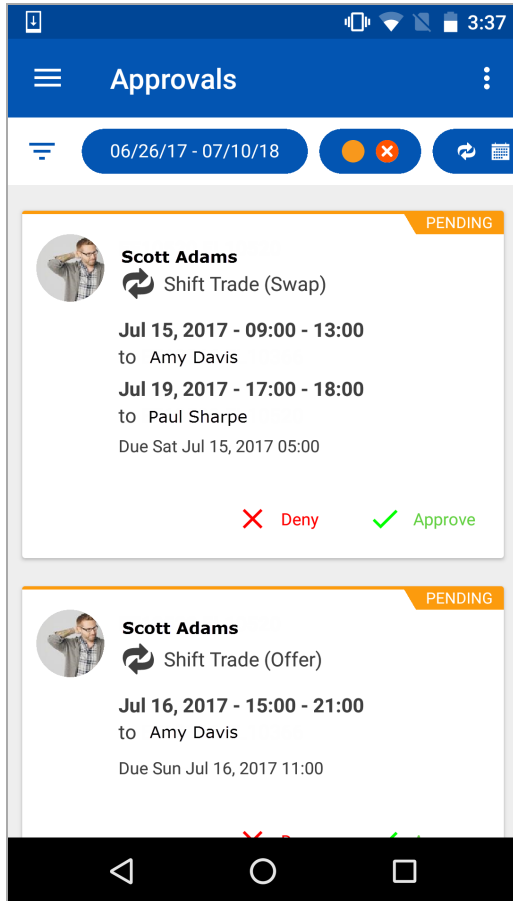 3:37
Approvals
06/26/17 - 07/10/18
PENDING
Scott Adams
Shift Trade (Swap)
Jul 15, 2017 - 09:00 - 13:00
to Amy Davis
Jul 19, 2017 - 17:00 - 18:00
to Paul Sharpe
Due Sat Jul 15, 2017 05:00
Deny Approve
PENDING
Scott Adams
Shift Trade (Offer)
Jul 16, 2017 - 15:00 - 21:00
to Amy Davis
Due Sun Jul 16, 2017 11:00